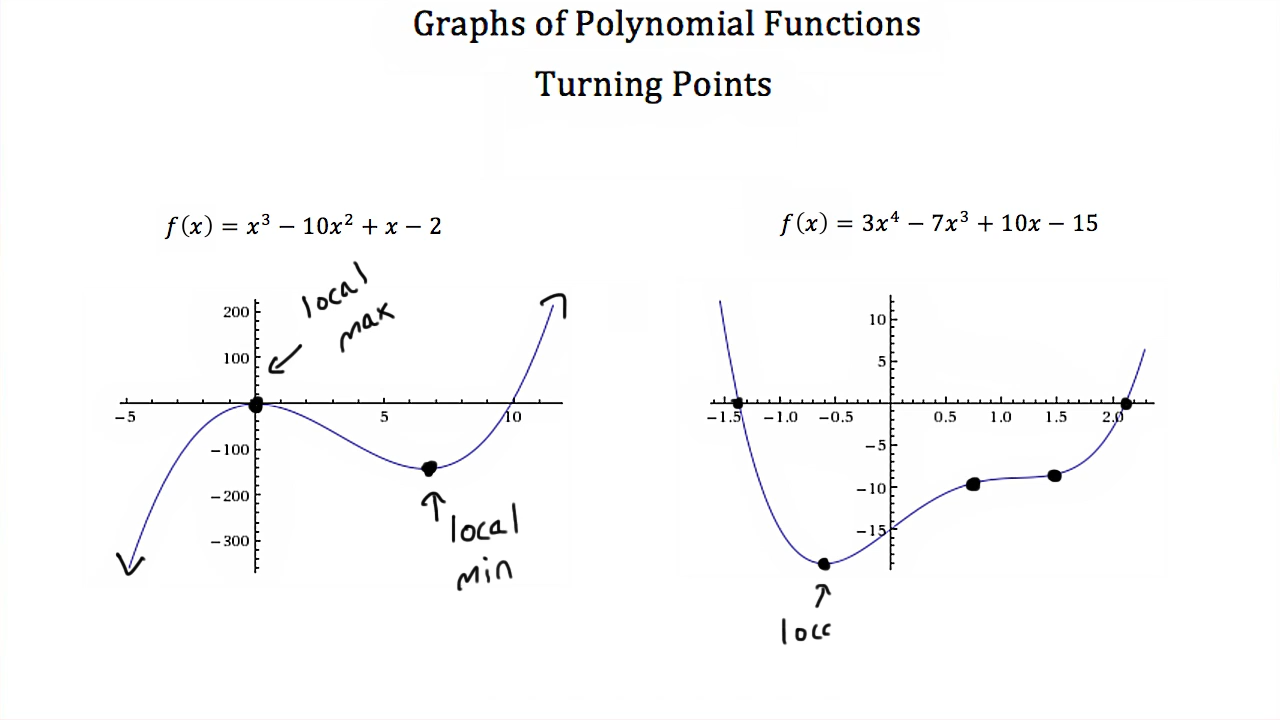 Graphs of Polynomial Functions
Turning Points
f(x) = x³ − 10x² + x − 2
f(x) = 3x⁴ − 7x³ + 10x − 15
local
max
200
100
−5
5
10
−100
−200
−300
local
min
10
5
−1.5
−1.0
−0.5
0.5
1.0
1.5
2.0
−5
−10
−15
loc